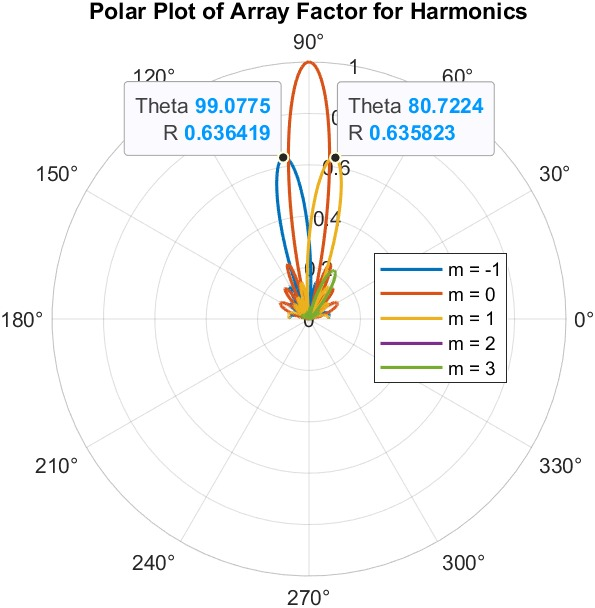 Polar Plot of Array Factor for Harmonics
90°
120°
60°
1
Theta 99.0775
R 0.636419
Theta 80.7224
R 0.635823
0.6
150°
30°
0.4
m = -1
m = 0
m = 1
m = 2
m = 3
180°
0
0°
210°
330°
240°
300°
270°